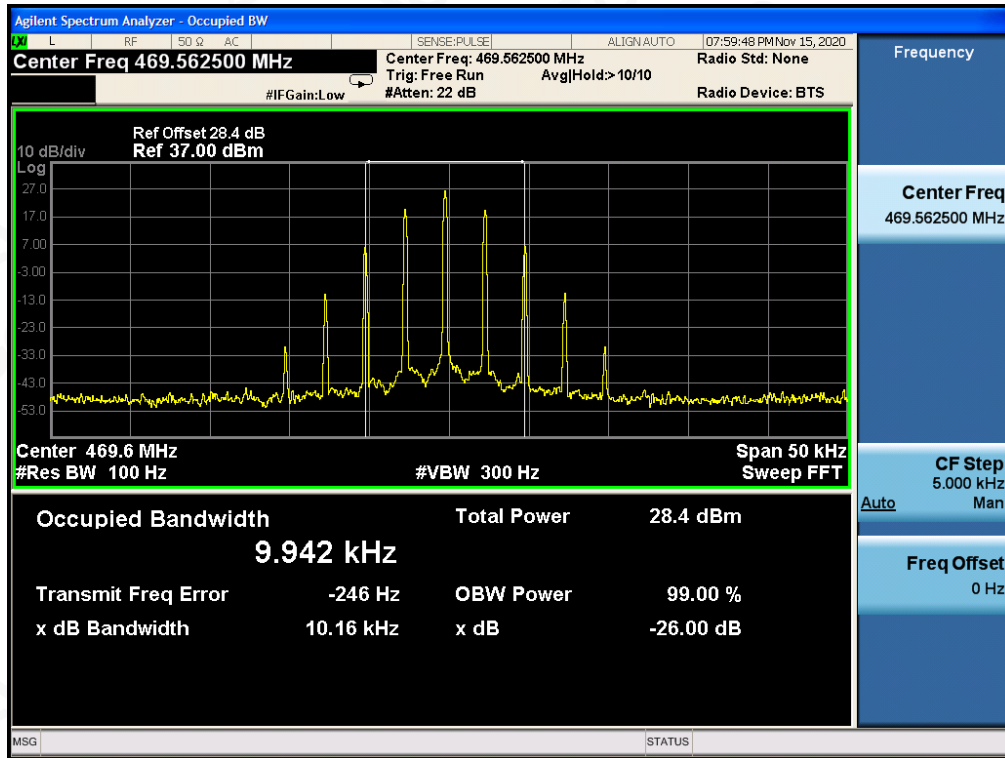 Agilent Spectrum Analyzer - Occupied BW
LXI L RF 50 Ω AC SENSE:PULSE ALIGN AUTO 07:59:48 PM Nov 15, 2020
Center Freq 469.562500 MHz
Center Freq: 469.562500 MHz
Radio Std: None
Trig: Free Run Avg|Hold:> 10/10
#IFGain:Low
#Atten: 22 dB
Radio Device: BTS
Ref Offset 28.4 dB
10 dB/div Ref 37.00 dBm
Log
27.0
17.0
7.00
-3.00
-13.0
-23.0
-33.0
-43.0
-53.0
Center 469.6 MHz Span 50 kHz
#Res BW 100 Hz #VBW 300 Hz Sweep FFT
Occupied Bandwidth Total Power 28.4 dBm
9.942 kHz
Transmit Freq Error -246 Hz OBW Power 99.00 %
x dB Bandwidth 10.16 kHz x dB -26.00 dB
MSG STATUS
Frequency
Center Freq
469.562500 MHz
CF Step
5.000 kHz
Auto Man
Freq Offset
0 Hz